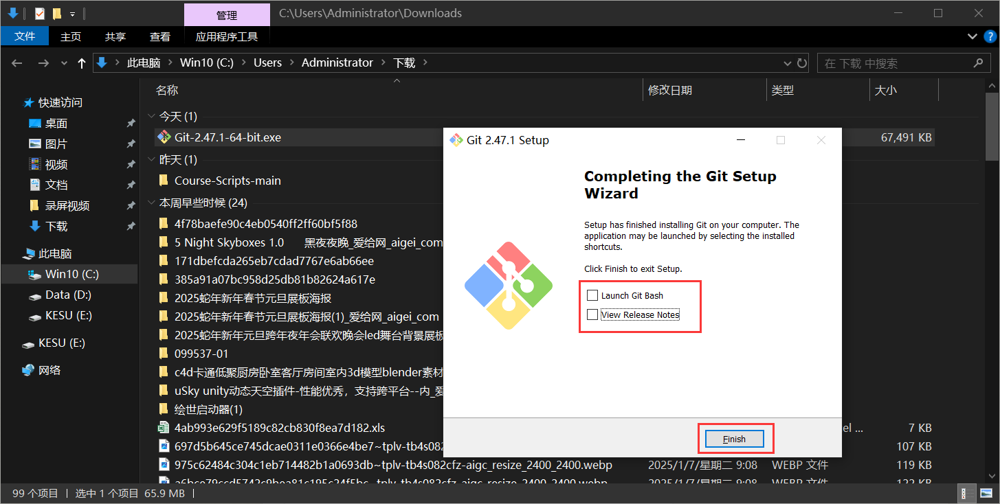 管理
C:\Users\Administrator\Downloads
文件
主页
共享
查看
应用程序工具
此电脑
Win10 (C:)
Users
Administrator
下载
在 下载 中搜索
名称
修改日期
类型
大小
快速访问
桌面
图片
视频
文档
录屏视频
下载
此电脑
Win10 (C:)
Data (D:)
KESU (E:)
KESU (E:)
网络
今天 (1)
Git-2.47.1-64-bit.exe
67,491 KB
昨天 (1)
Course-Scripts-main
本周早些时候 (24)
4f78baefe90c4eb0540ff2ff60bf5f88
5 Night Skyboxes 1.0 黑夜夜晚_爱给网_aigei_com
171dbefcda265eb7cdad7767e6ab66ee
385a91a07bc958d25db81b82624a617e
2025蛇年新年春节元旦展板海报
2025蛇年新年春节元旦展板海报(1)_爱给网_aigei_com
2025蛇年新年元旦跨年夜年会联欢晚会led舞台背景展板
099537-01
c4d卡通低聚厨房卧室客厅房间室内3d模型blender素材
uSky unity动态天空插件-性能优秀，支持跨平台--内_爱
绘世启动器(1)
4ab993e629f5189c82cb830f8ea7d182.xls
el ...
7 KB
697d5b645ce745dcae0311e0366e4be7~tplv-tb4s082
107 KB
975c62484c304c1eb714482b1a0693db~tplv-tb4s082cfz-aigc_resize_2400_2400.webp
2025/1/7/星期二 9:08
WEBP 文件
119 KB
Git 2.47.1 Setup
Completing the Git Setup
Wizard
Setup has finished installing Git on your computer. The
application may be launched by selecting the installed
shortcuts.
Click Finish to exit Setup.
Launch Git Bash
View Release Notes
Finish
99 个项目
选中 1 个项目 65.9 MB